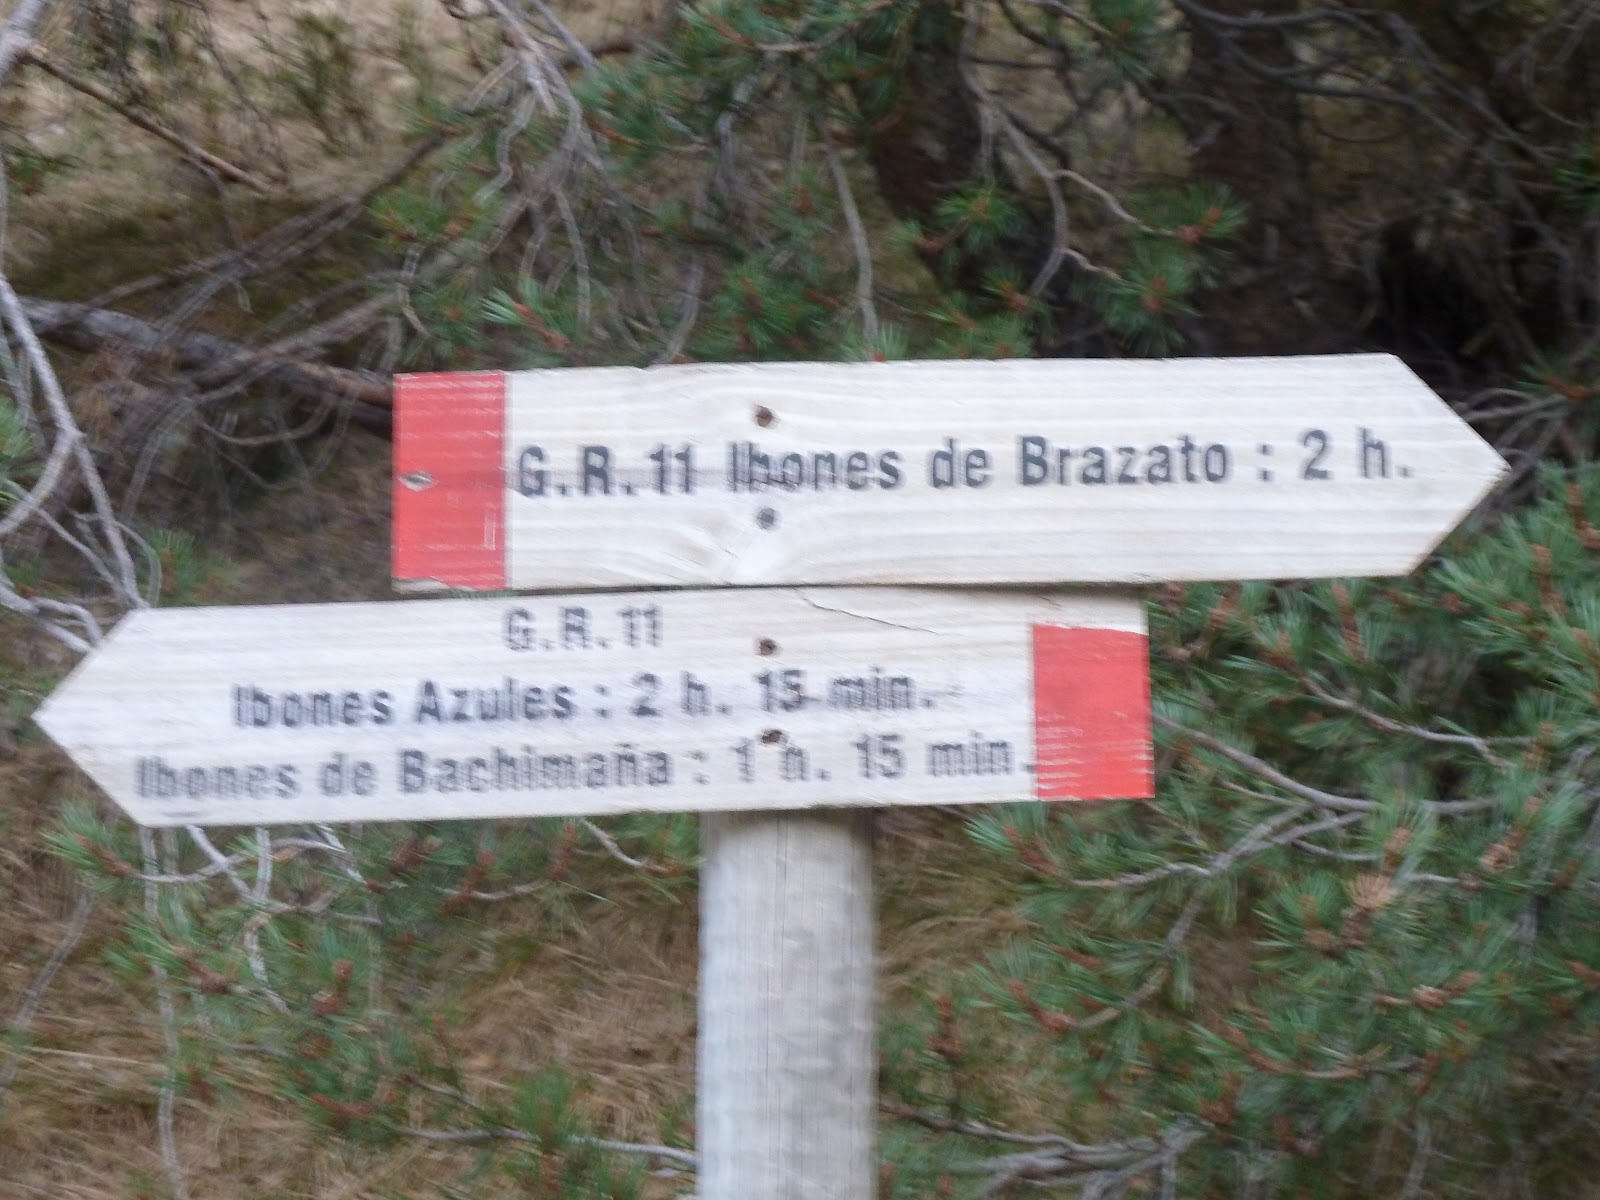 G.R.11 Ibones de Brazato : 2 h.
G.R.11
Ibones Azules : 2 h. 15 min.
Ibones de Bachimaña : 1 h. 15 min.